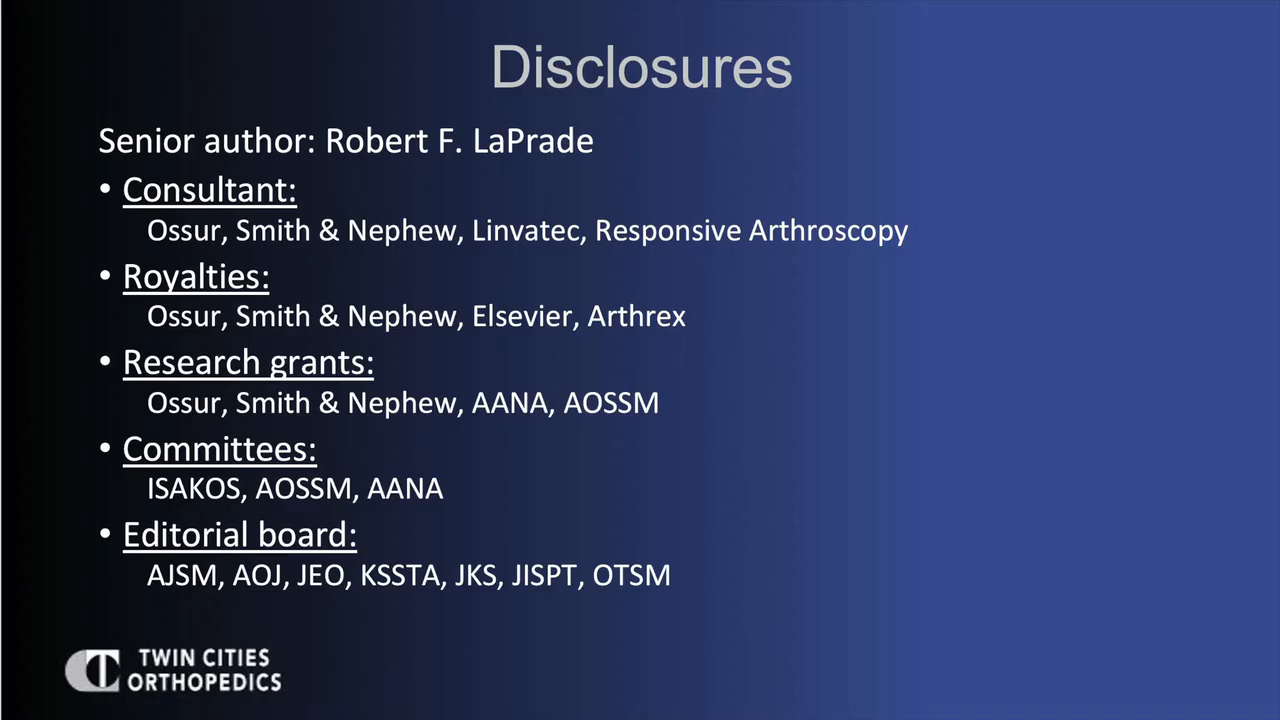 Disclosures
Senior author: Robert F. LaPrade
• Consultant:
Ossur, Smith & Nephew, Linvatec, Responsive Arthroscopy
• Royalties:
Ossur, Smith & Nephew, Elsevier, Arthrex
• Research grants:
Ossur, Smith & Nephew, AANA, AOSSM
• Committees:
ISAKOS, AOSSM, AANA
• Editorial board:
AJSM, AOJ, JEO, KSSTA, JKS, JISPT, OTSM
TWIN CITIES
ORTHOPEDICS